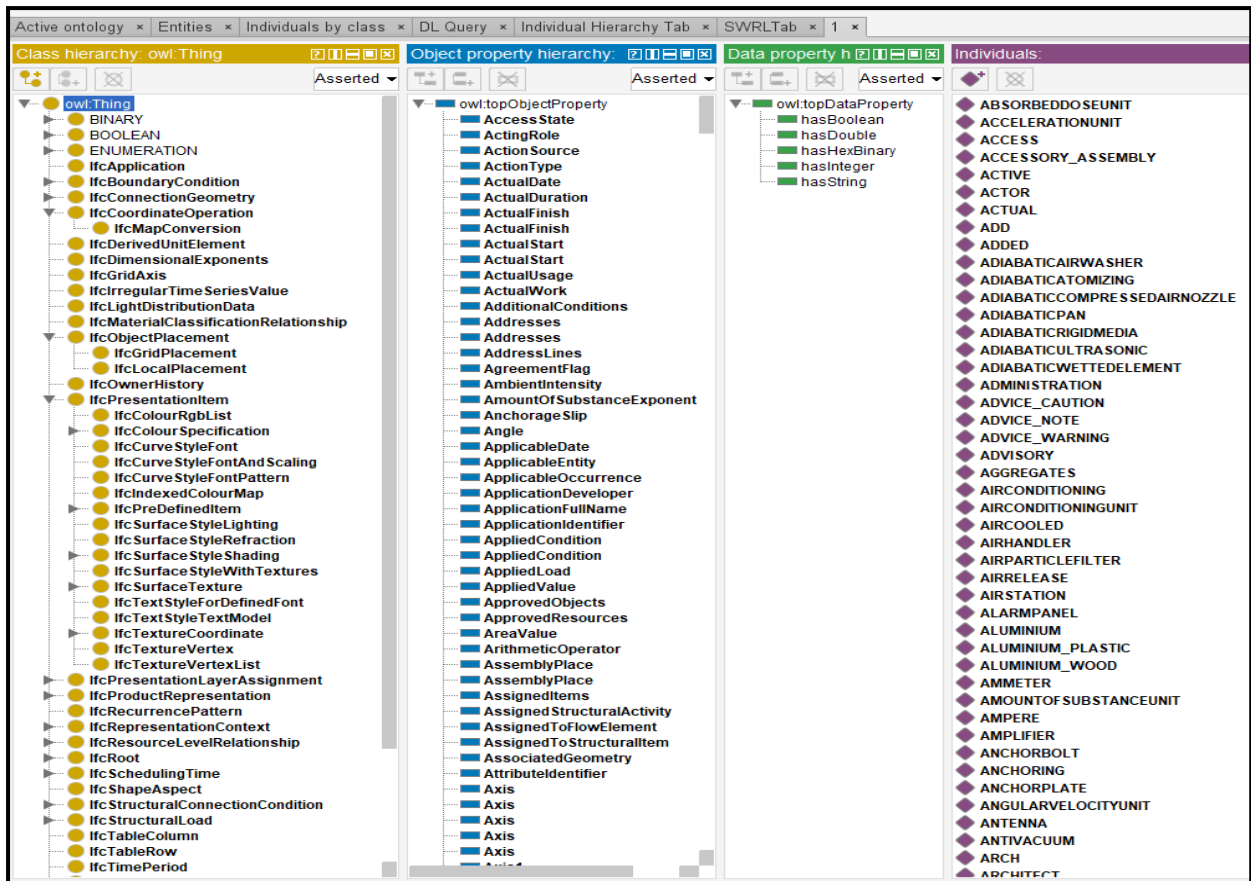 Active ontology × Entities × Individuals by class × DL Query × Individual Hierarchy Tab × SWRLTab × 1 ×
Class hierarchy: owl:Thing
Asserted
owl:Thing
BINARY
BOOLEAN
ENUMERATION
IfcApplication
IfcBoundaryCondition
IfcConnectionGeometry
IfcCoordinateOperation
IfcMapConversion
IfcDerivedUnitElement
IfcDimensionalExponents
IfcGridAxis
IfcIrregularTimeSeriesValue
IfcLightDistributionData
IfcMaterialClassificationRelationship
IfcObjectPlacement
IfcGridPlacement
IfcLocalPlacement
IfcOwnerHistory
IfcPresentationItem
IfcColourRgbList
IfcColourSpecification
IfcCurveStyleFont
IfcCurveStyleFontAndScaling
IfcCurveStyleFontPattern
IfcIndexedColourMap
IfcPreDefinedItem
IfcSurfaceStyleLighting
IfcSurfaceStyleRefraction
IfcSurfaceStyleShading
IfcSurfaceStyleWithTextures
IfcSurfaceTexture
IfcTextStyleForDefinedFont
IfcTextStyleTextModel
IfcTextureCoordinate
IfcTextureVertex
IfcTextureVertexList
IfcPresentationLayerAssignment
IfcProductRepresentation
IfcRecurrencePattern
IfcRepresentationContext
IfcResourceLevelRelationship
IfcRoot
IfcSchedulingTime
IfcShapeAspect
IfcStructuralConnectionCondition
IfcStructuralLoad
IfcTableColumn
IfcTableRow
IfcTimePeriod
Object property hierarchy:
Asserted
owl:topObjectProperty
AccessState
ActingRole
ActionSource
ActionType
ActualDate
ActualDuration
ActualFinish
ActualFinish
ActualStart
ActualStart
ActualUsage
ActualWork
AdditionalConditions
Addresses
Addresses
AddressLines
AgreementFlag
AmbientIntensity
AmountOfSubstanceExponent
AnchorageSlip
Angle
ApplicableDate
ApplicableEntity
ApplicableOccurrence
ApplicationDeveloper
ApplicationFullName
ApplicationIdentifier
AppliedCondition
AppliedCondition
AppliedLoad
AppliedValue
ApprovedObjects
ApprovedResources
AreaValue
ArithmeticOperator
AssemblyPlace
AssemblyPlace
AssignedItems
AssignedStructuralActivity
AssignedToFlowElement
AssignedToStructuralItem
AssociatedGeometry
AttributeIdentifier
Axis
Axis
Axis
Axis
Axis
Data property h
Asserted
owl:topDataProperty
hasBoolean
hasDouble
hasHexBinary
hasInteger
hasString
Individuals:
ABSORBEDDOSEUNIT
ACCELERATIONUNIT
ACCESS
ACCESSORY_ASSEMBLY
ACTIVE
ACTOR
ACTUAL
ADD
ADDED
ADIABATICAIRWASHER
ADIABATICATOMIZING
ADIABATICCOMPRESSEDAIRNOZZLE
ADIABATICPAN
ADIABATICRIGIDMEDIA
ADIABATICULTRASONIC
ADIABATICWETTEDELEMENT
ADMINISTRATION
ADVICE_CAUTION
ADVICE_NOTE
ADVICE_WARNING
ADVISORY
AGGREGATES
AIRCONDITIONING
AIRCONDITIONINGUNIT
AIRCOOLED
AIRHANDLER
AIRPARTICLEFILTER
AIRRELEASE
AIRSTATION
ALARMPANEL
ALUMINIUM
ALUMINIUM_PLASTIC
ALUMINIUM_WOOD
AMMETER
AMOUNTOFSUBSTANCEUNIT
AMPERE
AMPLIFIER
ANCHORBOLT
ANCHORING
ANCHORPLATE
ANGULARVELOCITYUNIT
ANTENNA
ANTIVACUUM
ARCH
ARCHITECT